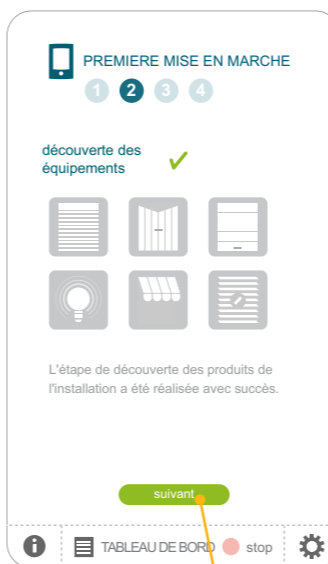 PREMIERE MISE EN MARCHE
1 2 3 4
découverte des
équipements
L'étape de découverte des produits de
l'installation a été réalisée avec succès.
suivant
TABLEAU DE BORD stop